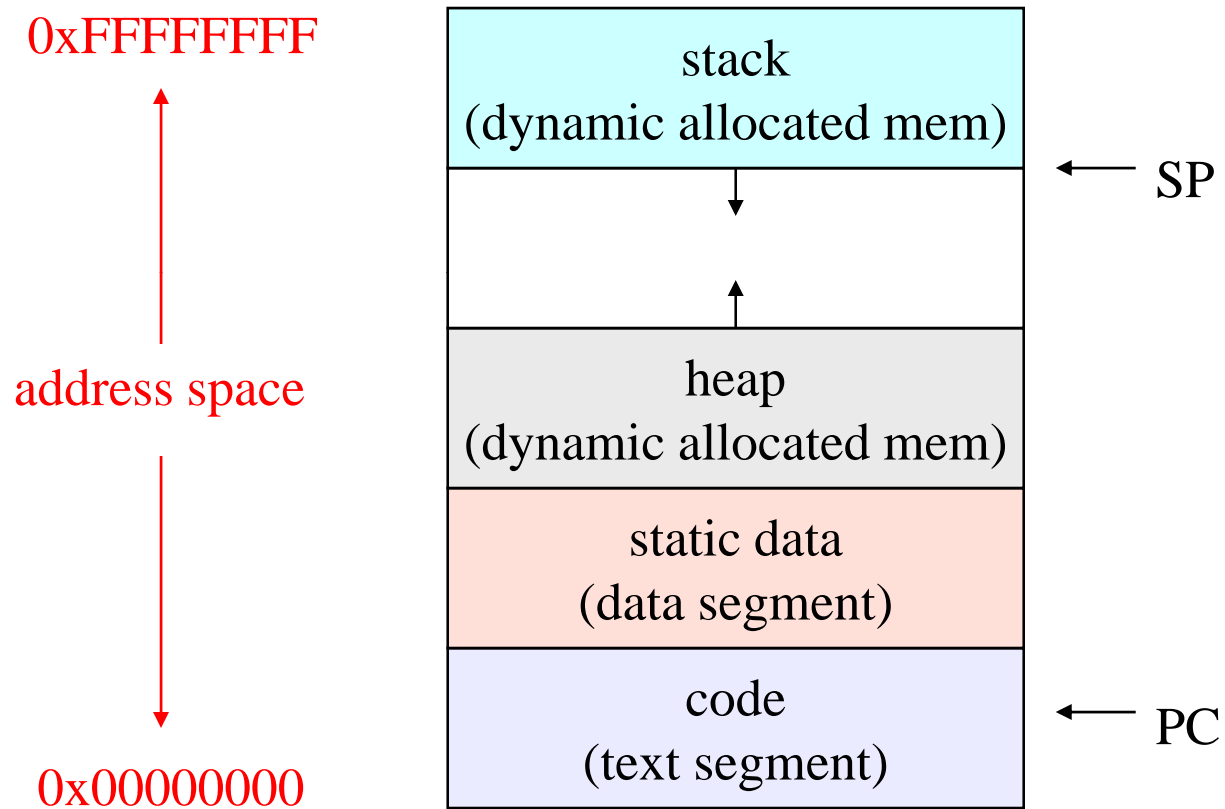 0xFFFFFFFF
stack
(dynamic allocated mem)
SP
address space
heap
(dynamic allocated mem)
static data
(data segment)
code
(text segment)
PC
0x00000000